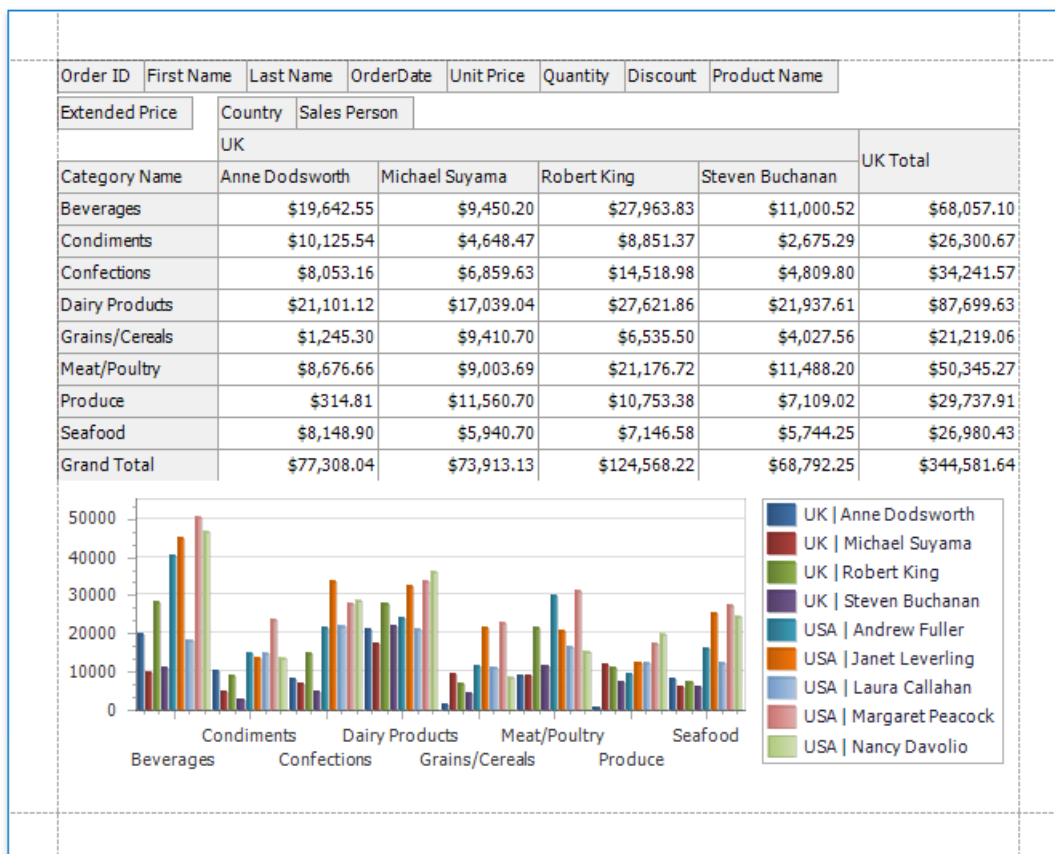 Order ID First Name Last Name OrderDate Unit Price Quantity Discount Product Name
Extended Price Country Sales Person
UK UK Total
Category Name Anne Dodsworth Michael Suyama Robert King Steven Buchanan
Beverages $19,642.55 $9,450.20 $27,963.83 $11,000.52 $68,057.10
Condiments $10,125.54 $4,648.47 $8,851.37 $2,675.29 $26,300.67
Confections $8,053.16 $6,859.63 $14,518.98 $4,809.80 $34,241.57
Dairy Products $21,101.12 $17,039.04 $27,621.86 $21,937.61 $87,699.63
Grains/Cereals $1,245.30 $9,410.70 $6,535.50 $4,027.56 $21,219.06
Meat/Poultry $8,676.66 $9,003.69 $21,176.72 $11,488.20 $50,345.27
Produce $314.81 $11,560.70 $10,753.38 $7,109.02 $29,737.91
Seafood $8,148.90 $5,940.70 $7,146.58 $5,744.25 $26,980.43
Grand Total $77,308.04 $73,913.13 $124,568.22 $68,792.25 $344,581.64
50000
40000
30000
20000
10000
0
Condiments Dairy Products Meat/Poultry Seafood
Beverages Confections Grains/Cereals Produce
UK | Anne Dodsworth
UK | Michael Suyama
UK | Robert King
UK | Steven Buchanan
USA | Andrew Fuller
USA | Janet Leverling
USA | Laura Callahan
USA | Margaret Peacock
USA | Nancy Davolio